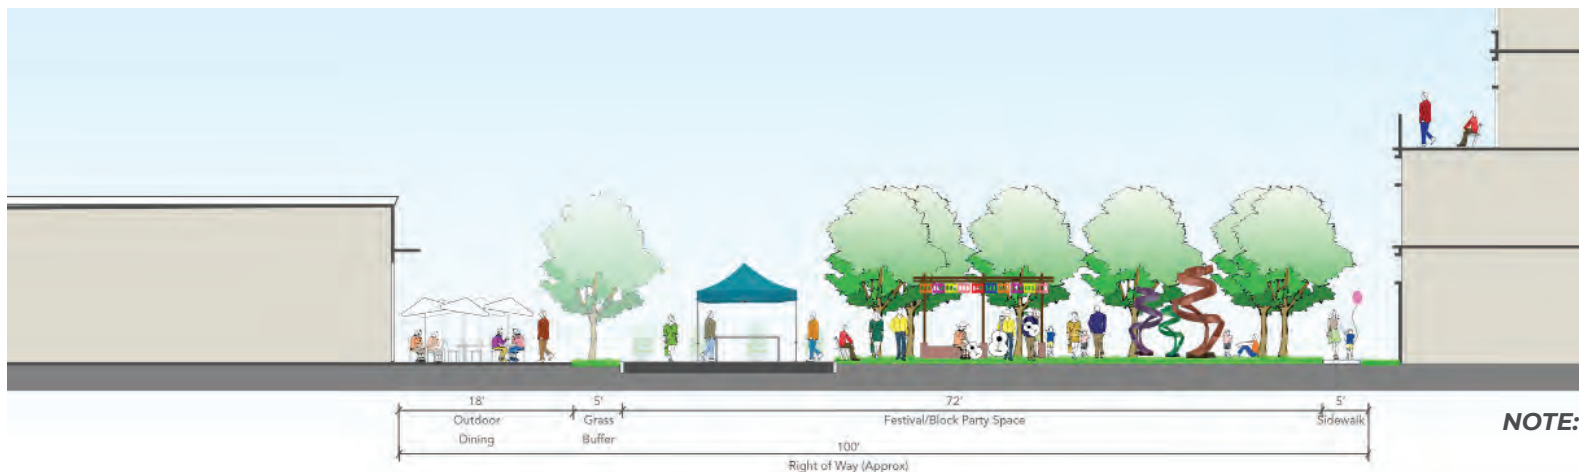 18'
5'
72'
5'
Outdoor
Dining
Grass
Buffer
Festival/Block Party Space
Sidewalk
100'
Right of Way (Approx)
NOTE: